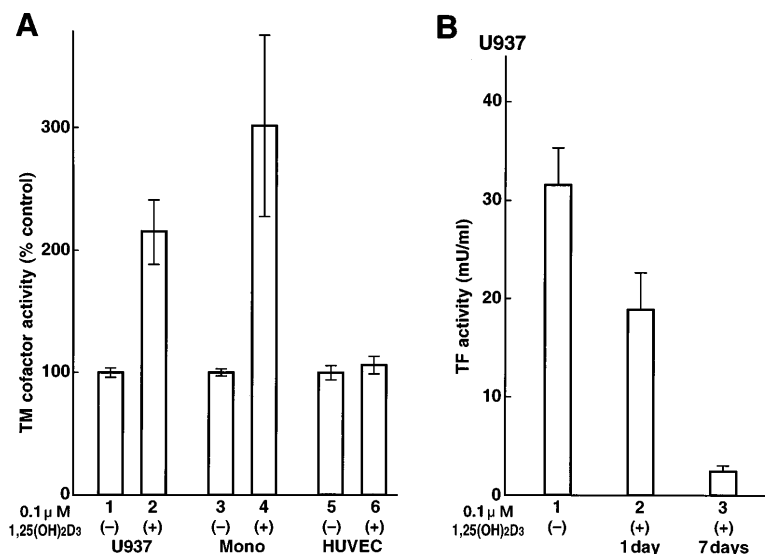 A
TM cofactor activity (% control)
300
200
100
0
0.1 μM 1 2 3 4 5 6
1,25(OH)2D3 (−) (+) (−) (+) (−) (+)
U937 Mono HUVEC
B
U937
TF activity (mU/ml)
40
30
20
10
0
0.1 μM 1 2 3
1,25(OH)2D3 (−) (+) (+)
1 day 7 days